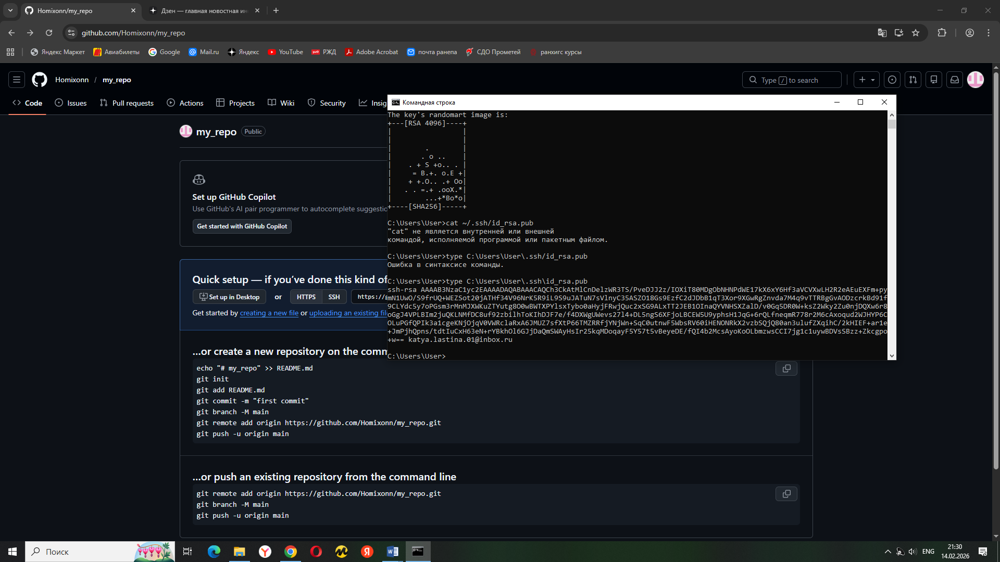 Homixonn/my_repo
Дзен — главная новостная ин
github.com/Homixonn/my_repo
Яндекс Маркет
Авиабилеты
Google
Mail.ru
Яндекс
YouTube
РЖД
Adobe Acrobat
почта ранепа
СДО Прометей
ранхигс курсы
Homixonn / my_repo
Type / to search
Code
Issues
Pull requests
Actions
Projects
Wiki
Security
Insig
my_repo Public
Set up GitHub Copilot
Use GitHub's AI pair programmer to autocomplete suggestio
Get started with GitHub Copilot
Quick setup — if you've done this kind of
Set up in Desktop or HTTPS SSH https://g
Get started by creating a new file or uploading an existing fil
...or create a new repository on the comm
echo "# my_repo" >> README.md
git init
git add README.md
git commit -m "first commit"
git branch -M main
git remote add origin https://github.com/Homixonn/my_repo.git
git push -u origin main
...or push an existing repository from the command line
git remote add origin https://github.com/Homixonn/my_repo.git
git branch -M main
git push -u origin main
Командная строка
The key's randomart image is:
+---[RSA 4096]----+
|                 |
|                 |
|        .        |
|       . o ..    |
|    . + S +o.. . |
|     = B.+. o.E +|
|    + +.O.. .+ Oo|
|   . . =.+ .ooX.*|
|        ...+*Bo*o|
+----[SHA256]-----+
C:\Users\User>cat ~/.ssh/id_rsa.pub
"cat" не является внутренней или внешней
командой, исполняемой программой или пакетным файлом.
C:\Users\User>type C:\Users\User\.ssh/id_rsa.pub
Ошибка в синтаксисе команды.
C:\Users\User>type C:\Users\User\.ssh\id_rsa.pub
ssh-rsa AAAAB3NzaC1yc2EAAAADAQABAAACAQCh3CkAtMlCnDelzWR3TS/PveDJJ2z/IOXiT80MDgObNHNPdWE17kX6xY6Hf3aVCVXwLH2R2eAEuEXFm+py
mN1UwO/S9frUQ+WEZSot20jATHf34V96NrK5R9iL9S9uJATuN7sVlnyC35ASZO18Gs9EzfC2dJDbB1qT3Xor9XGwRgZnvda7M4q9vTTRBgGvAODzcrkBd91f
9CLYdc5y7oPGsm3rMnMJXWKuZTYutg8O0wBWTXPYlsxTybo0aHyjFRwjQuc2xSG9ALxTT2JEB1OInaQYVNHSXZalD/v0Gq5DR0W+ksZ2Wky2Zu0njDQXw6r8
oGgJ4VPLBIm2juQKLNMfDC8uf92zbilhToKIhDJF7e/f4DXWgUWevs27l4+DL5ngS6XFjoLBCEW5U9yphsH1JqG+6rQLfneqmR778r2M6cAxoqud2WJHYP6C
OLuPGfQPIk3a1cgeKNjOjqV0VWRclaRxA6JMUZ7sfXtP66TMZRRfjYNjWn+SqC0utnwF5WbsRV60iHENONRkX2vzbSQjQ80an3ulufZXqihC/2kHIEF+ar1e
+JmPjhQpns/tdtIuCxH63eN+rYBkhOl6GJjDaQmSWAyHsIr25kqMDoqayF5Y57t5vBeyeDE/fQI4b2McsAyoKoOLbmzwsCCI7jg1c1uywBDVsSBzz+Zkcgpo
+w== katya.lastina.01@inbox.ru
C:\Users\User>
Поиск
ENG
21:30
14.02.2026